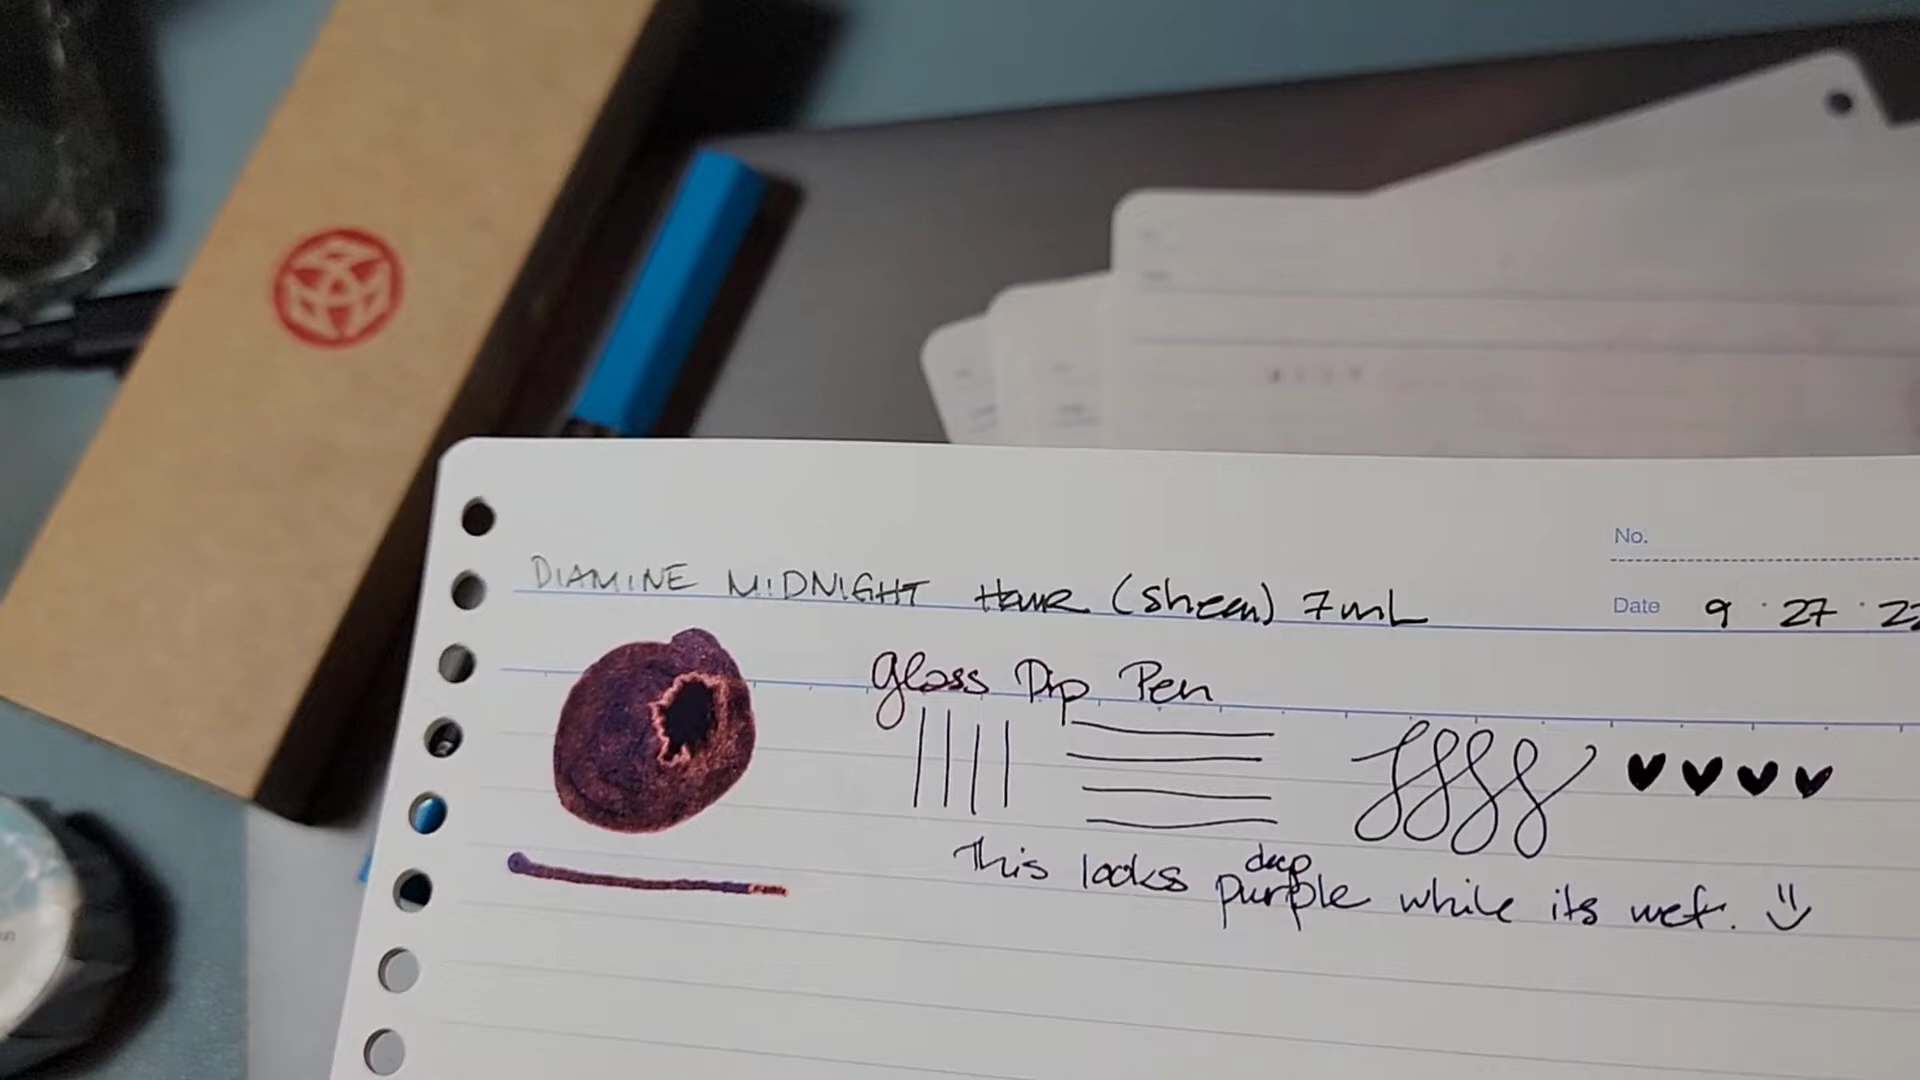 No.
DIAMINE MIDNIGHT HOUR (sheen) 7mL
Date 9 27 22
Glass Dip Pen
This looks deep purple while its wet.